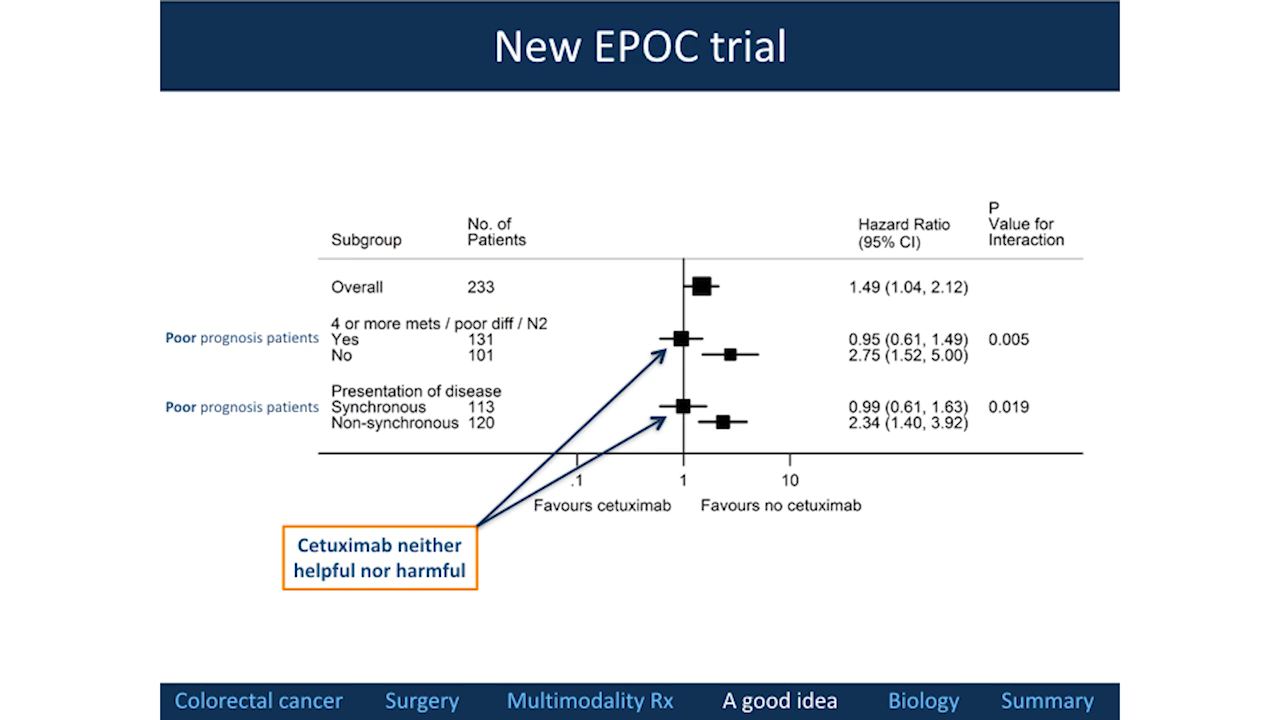 New EPOC trial
Subgroup
No. of
Patients
Hazard Ratio
(95% CI)
P
Value for
Interaction
Overall 233 1.49 (1.04, 2.12)
4 or more mets / poor diff / N2
Poor prognosis patients Yes 131 0.95 (0.61, 1.49) 0.005
No 101 2.75 (1.52, 5.00)
Presentation of disease
Poor prognosis patients Synchronous 113 0.99 (0.61, 1.63) 0.019
Non-synchronous 120 2.34 (1.40, 3.92)
.1 1 10
Favours cetuximab Favours no cetuximab
Cetuximab neither
helpful nor harmful
Colorectal cancer Surgery Multimodality Rx A good idea Biology Summary